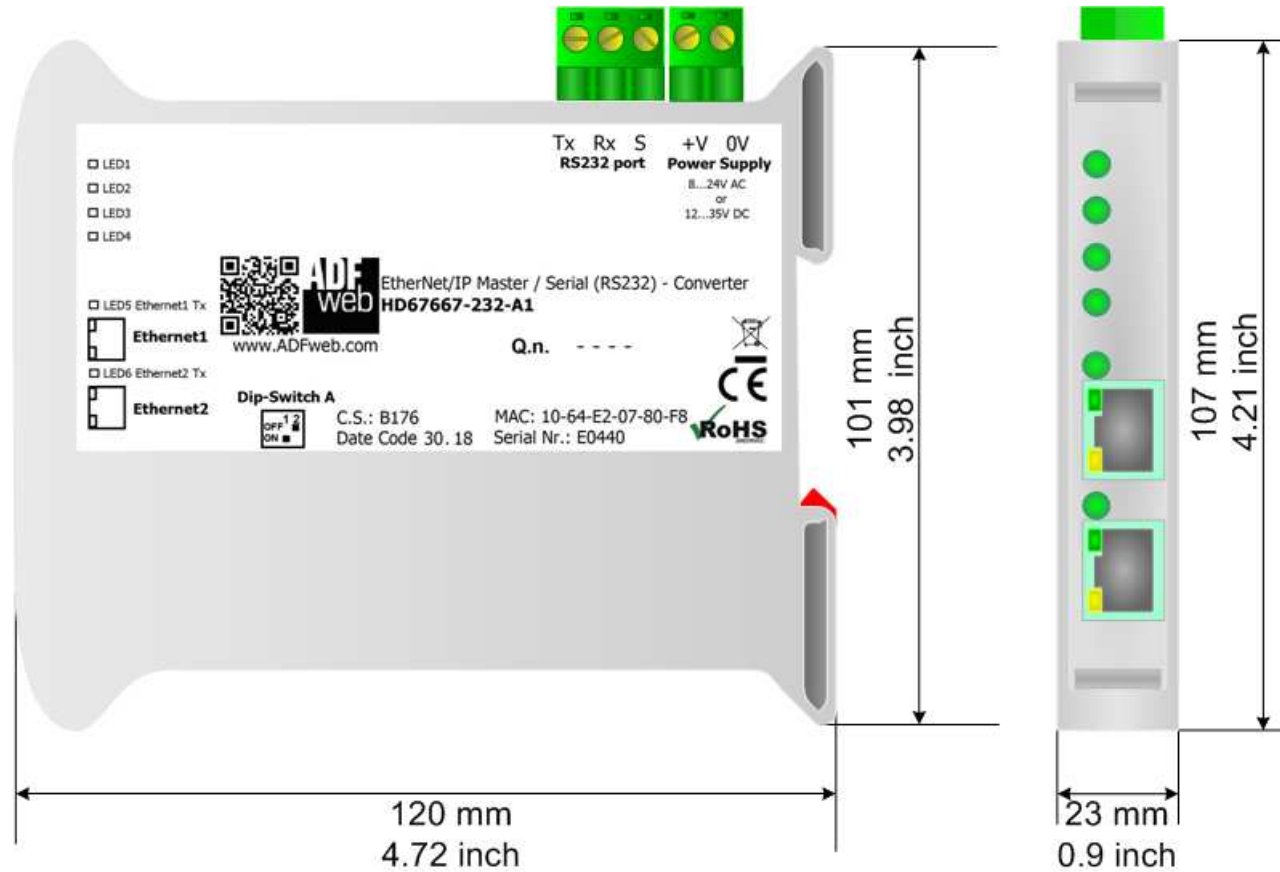 Tx Rx S +V 0V
RS232 port Power Supply
8...24V AC
or
12...35V DC
LED1
LED2
LED3
LED4
ADF
web
EtherNet/IP Master / Serial (RS232) - Converter
HD67667-232-A1
LED5 Ethernet1 Tx
Ethernet1
www.ADFweb.com
Q.n. - - - -
LED6 Ethernet2 Tx
Ethernet2
Dip-Switch A
1 2
OFF
ON
C.S.: B176
Date Code 30. 18
MAC: 10-64-E2-07-80-F8
Serial Nr.: E0440
CE
RoHS
101 mm
3.98 inch
107 mm
4.21 inch
120 mm
4.72 inch
23 mm
0.9 inch